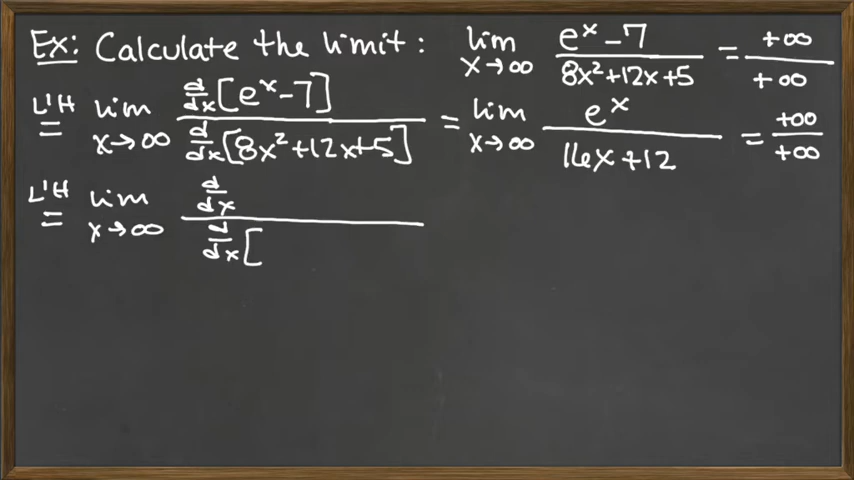 Ex: Calculate the limit: lim x→∞ (e^x - 7)/(8x² + 12x + 5) = +∞/+∞
L'H = lim x→∞ (d/dx[e^x - 7])/(d/dx[8x² + 12x + 5]) = lim x→∞ e^x/(16x + 12) = +∞/+∞
L'H = lim x→∞ (d/dx)/(d/dx[